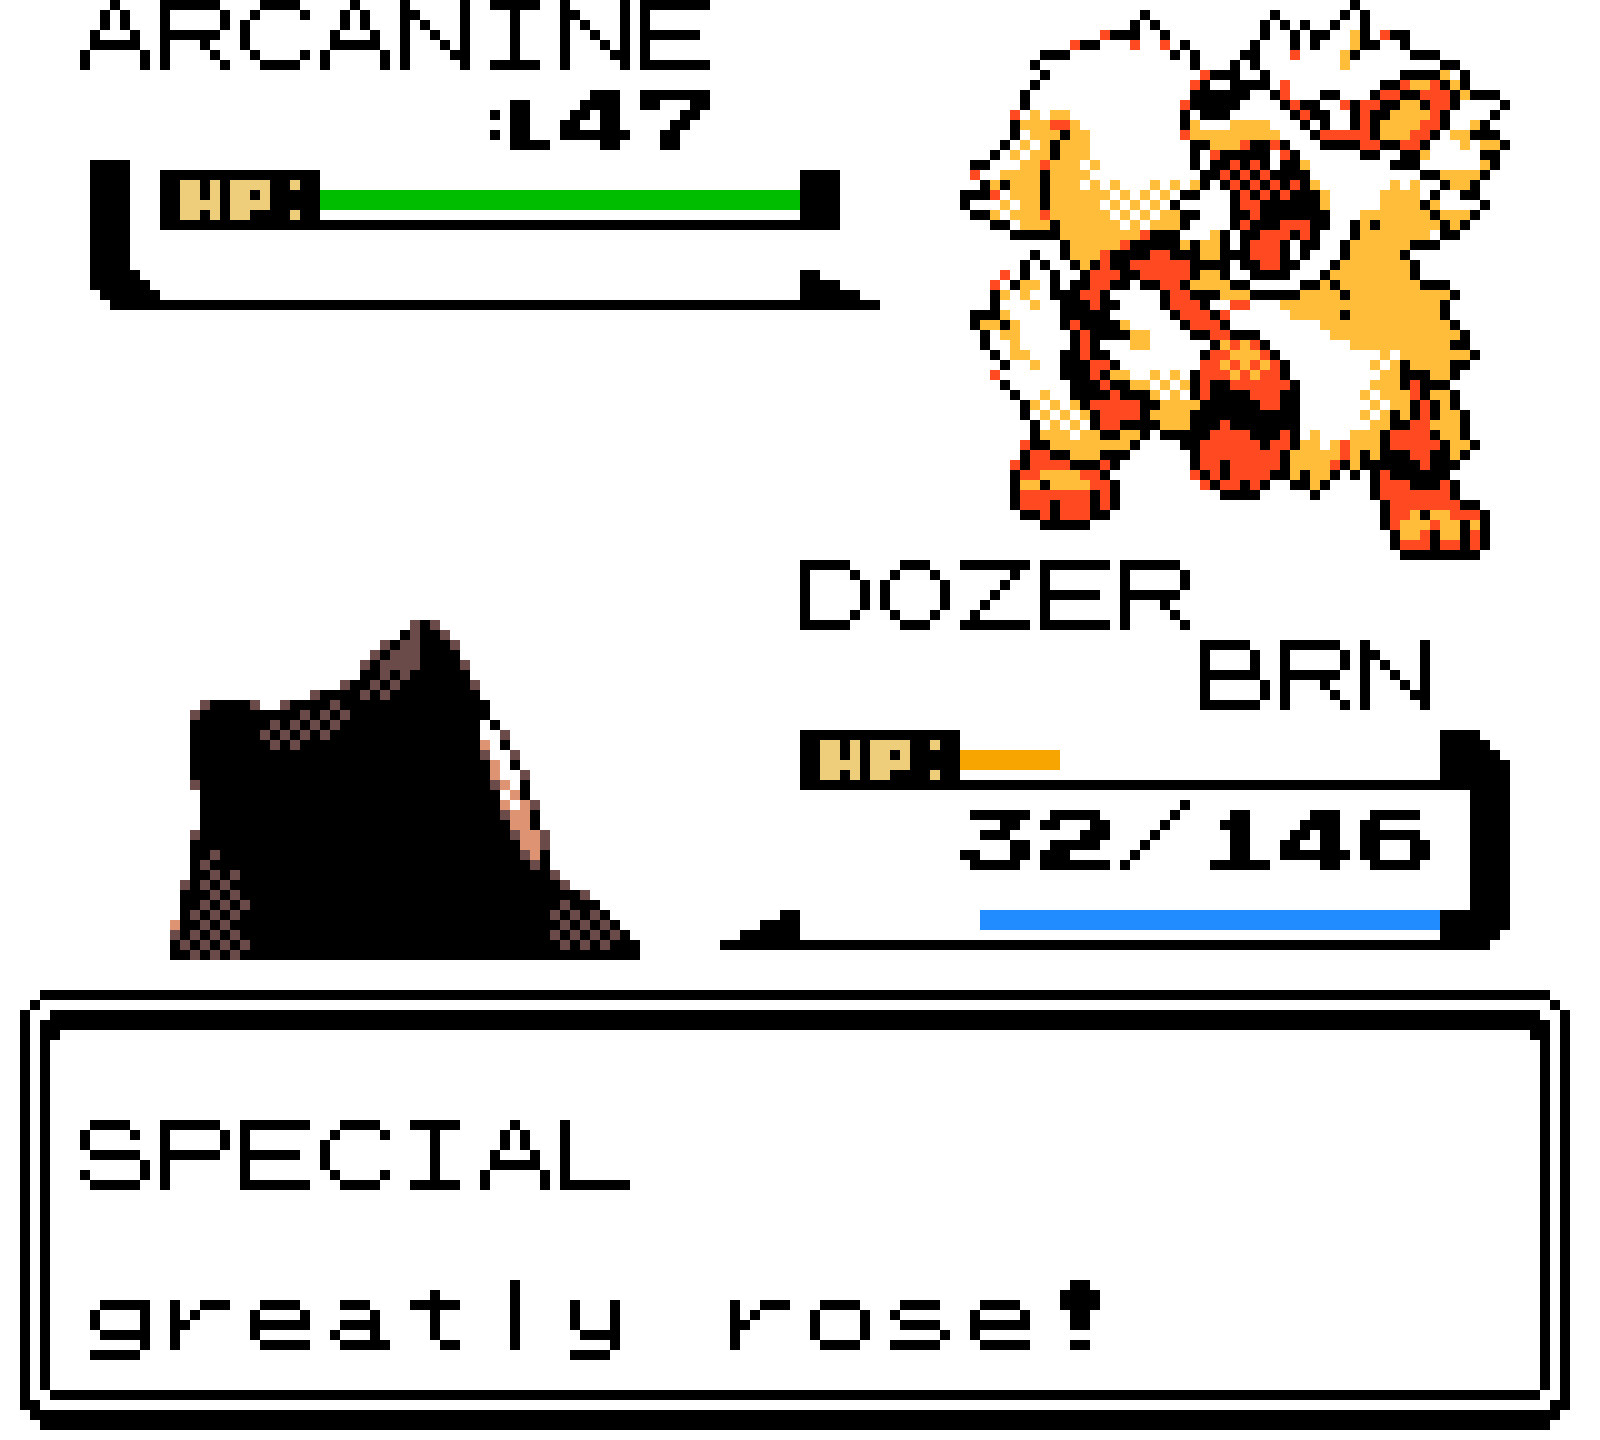 ARCANINE
:L47
HP:
DOZER
BRN
HP:
32/146
SPECIAL
greatly rose!